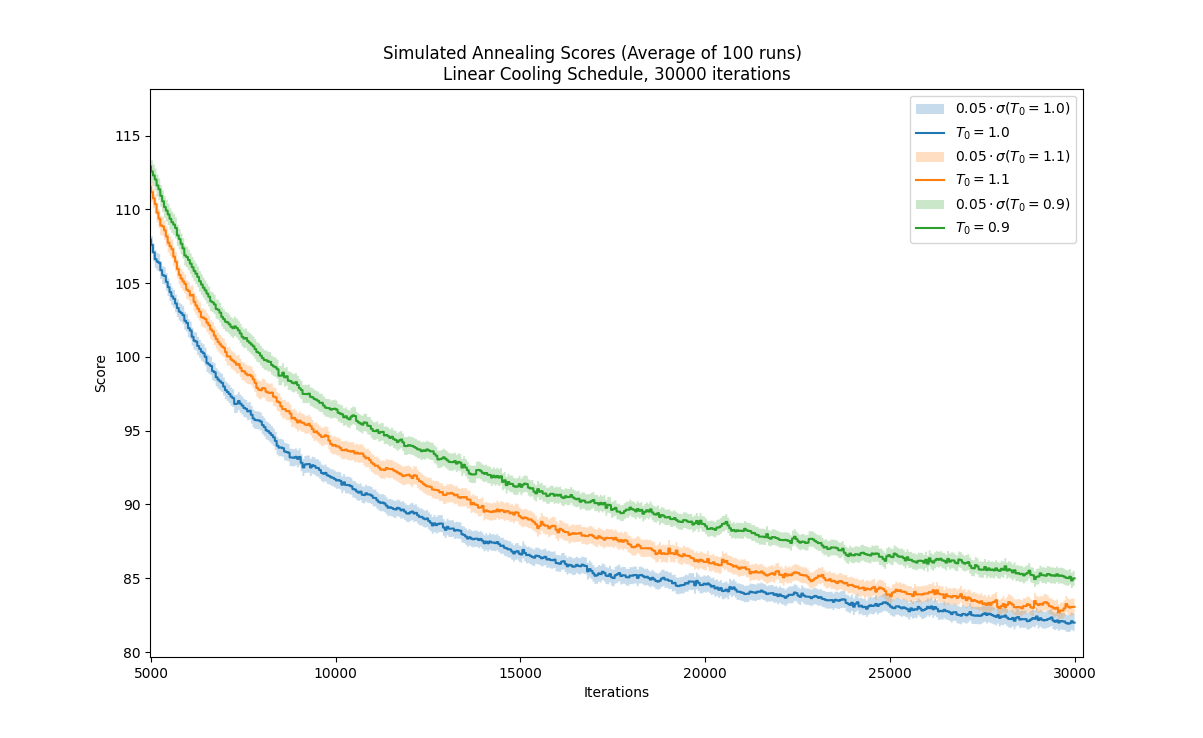 Simulated Annealing Scores (Average of 100 runs)
Linear Cooling Schedule, 30000 iterations
0.05 · σ(T₀ = 1.0)
T₀ = 1.0
0.05 · σ(T₀ = 1.1)
T₀ = 1.1
0.05 · σ(T₀ = 0.9)
T₀ = 0.9
115
110
105
100
95
90
85
80
Score
5000 10000 15000 20000 25000 30000
Iterations